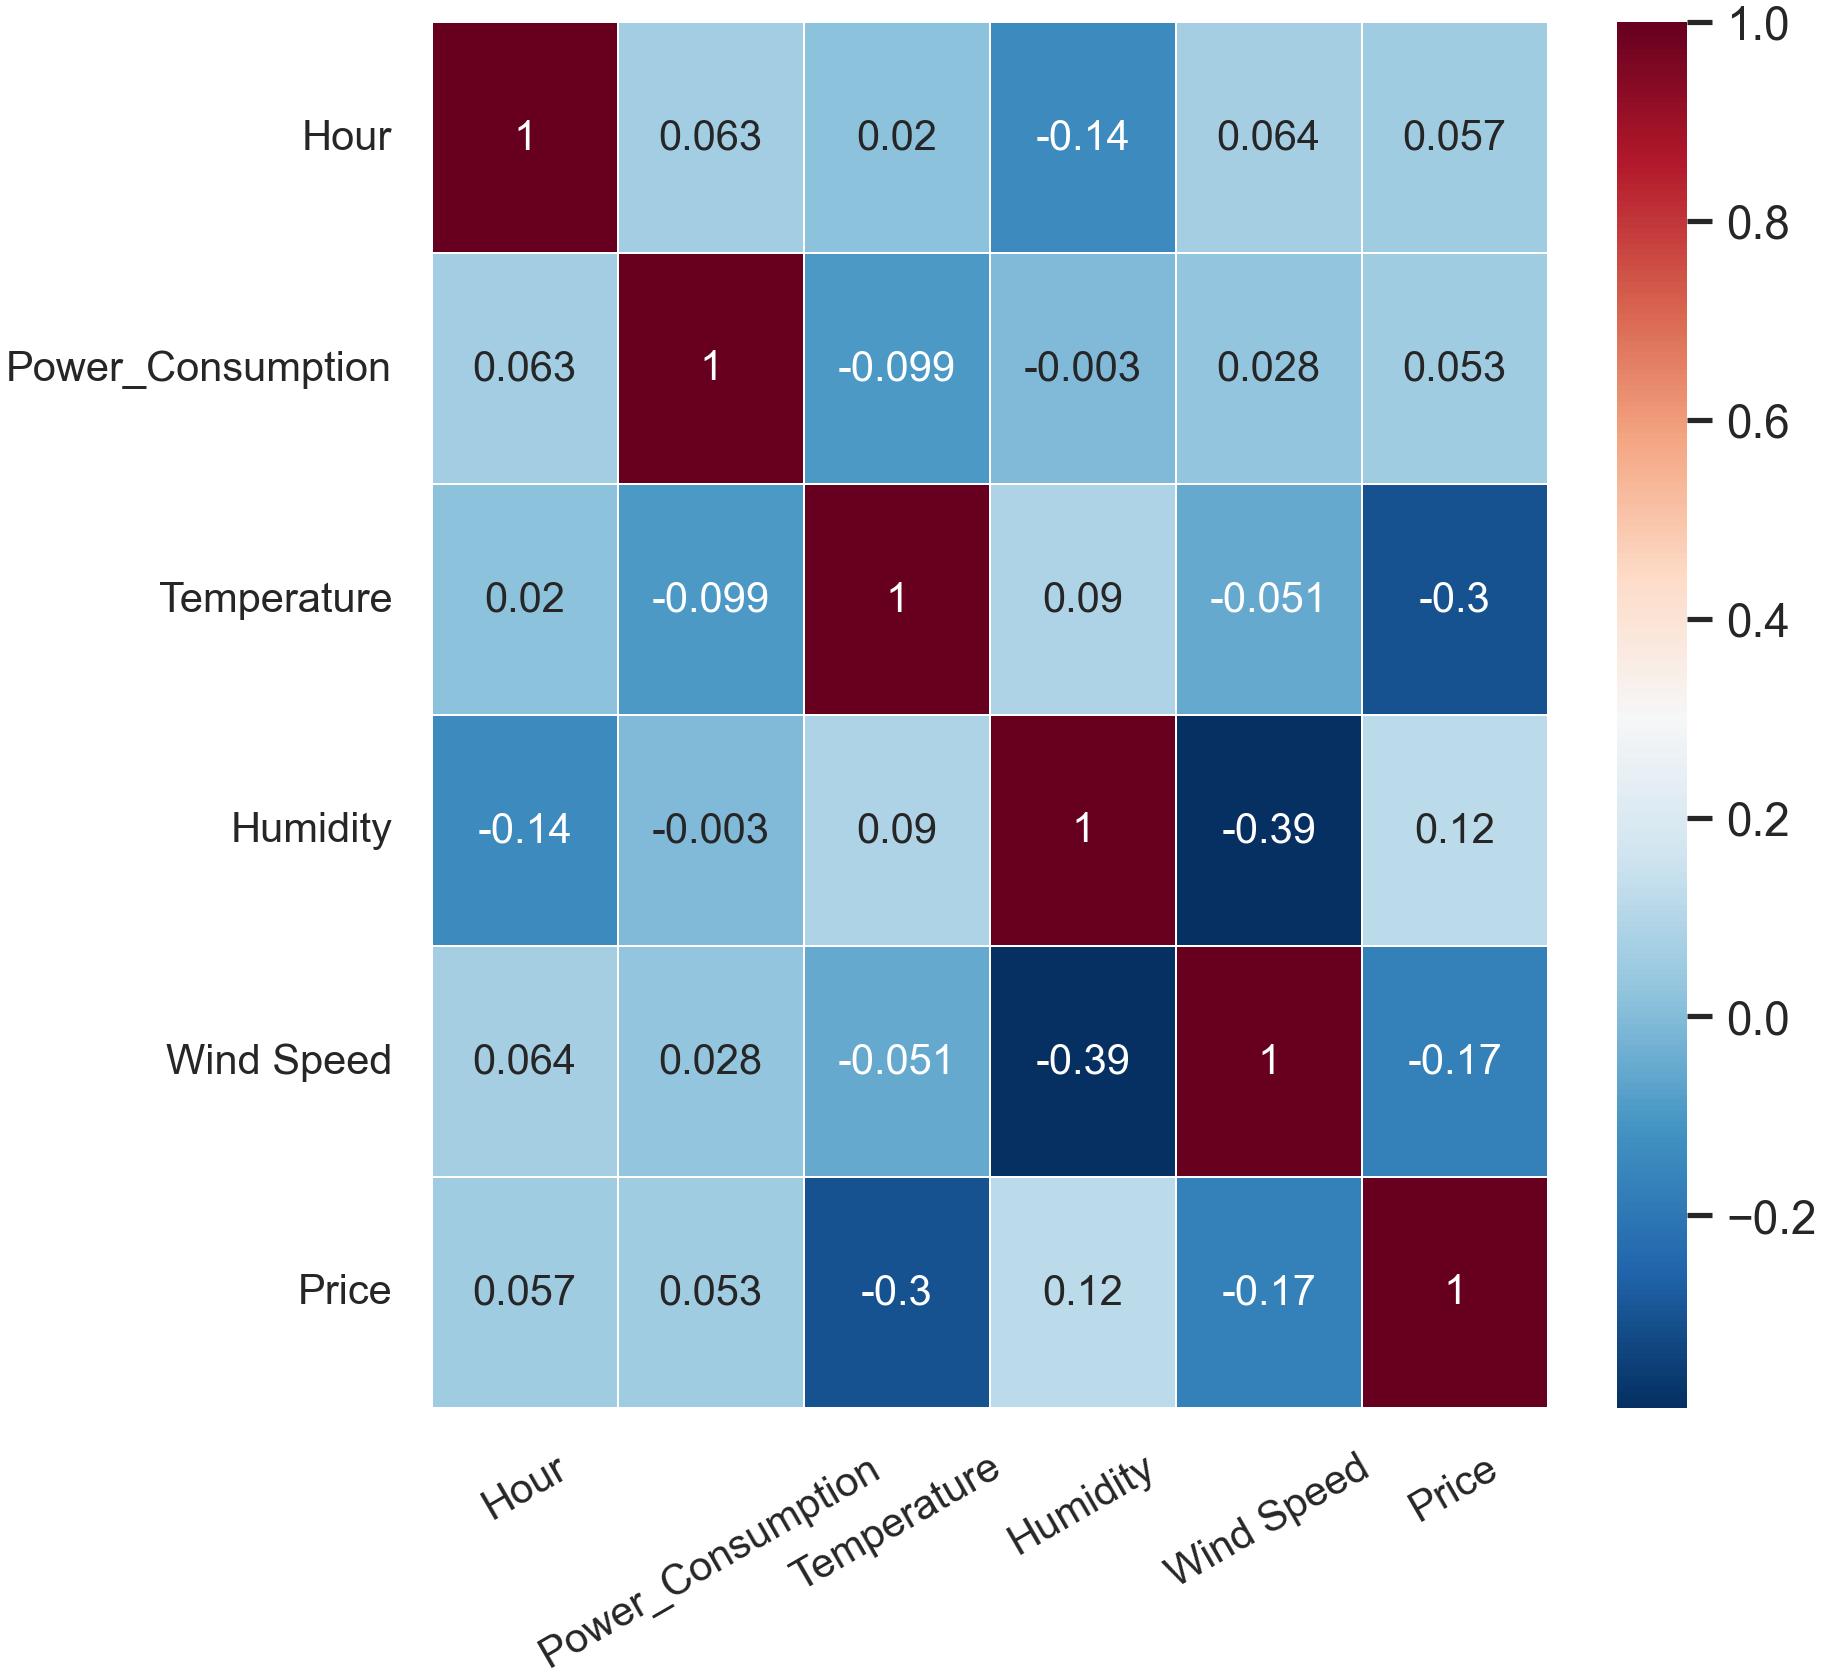 Hour 1 0.063 0.02 -0.14 0.064 0.057
Power_Consumption 0.063 1 -0.099 -0.003 0.028 0.053
Temperature 0.02 -0.099 1 0.09 -0.051 -0.3
Humidity -0.14 -0.003 0.09 1 -0.39 0.12
Wind Speed 0.064 0.028 -0.051 -0.39 1 -0.17
Price 0.057 0.053 -0.3 0.12 -0.17 1
Hour
Power_Consumption
Temperature
Humidity
Wind Speed
Price
1.0
0.8
0.6
0.4
0.2
0.0
−0.2